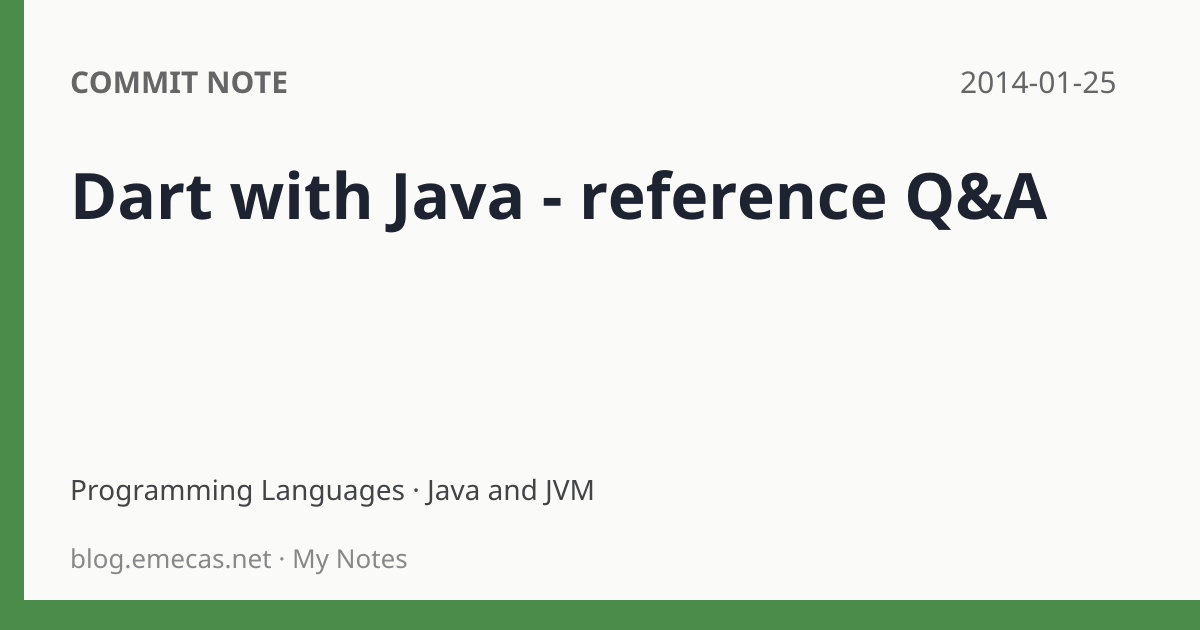 COMMIT NOTE
2014-01-25
Dart with Java - reference Q&A
Programming Languages · Java and JVM
blog.emecas.net · My Notes